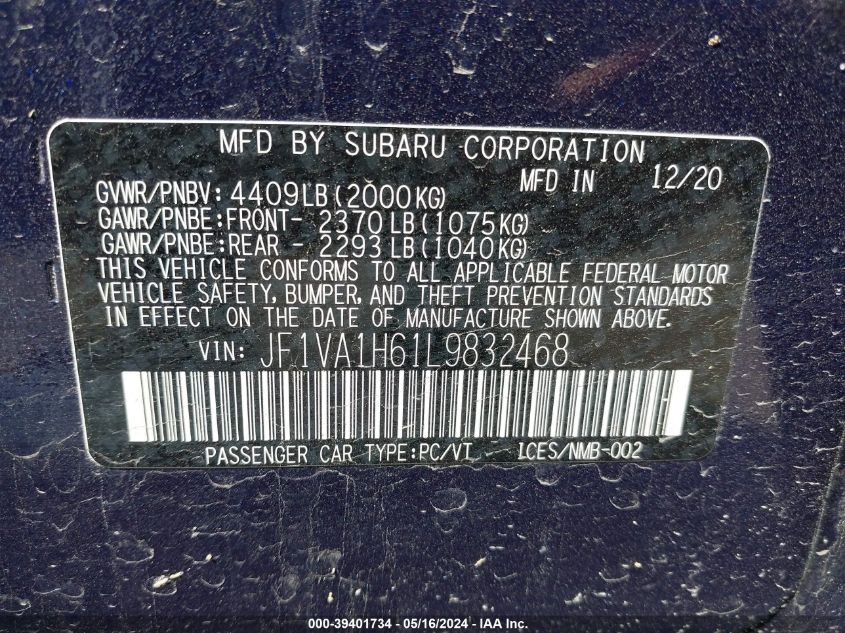 MFD BY SUBARU CORPORATION
MFD IN 12/20
GVWR/PNBV: 4409LB(2000KG)
GAWR/PNBE:FRONT- 2370LB(1075KG)
GAWR/PNBE:REAR - 2293LB(1040KG)
THIS VEHICLE CONFORMS TO ALL APPLICABLE FEDERAL MOTOR
VEHICLE SAFETY, BUMPER, AND THEFT PREVENTION STANDARDS
IN EFFECT ON THE DATE OF MANUFACTURE SHOWN ABOVE.
VIN: JF1VA1H61L9832468
PASSENGER CAR TYPE:PC/VT 1CES/NMB-002
000-39401734 - 05/16/2024 - IAA Inc.